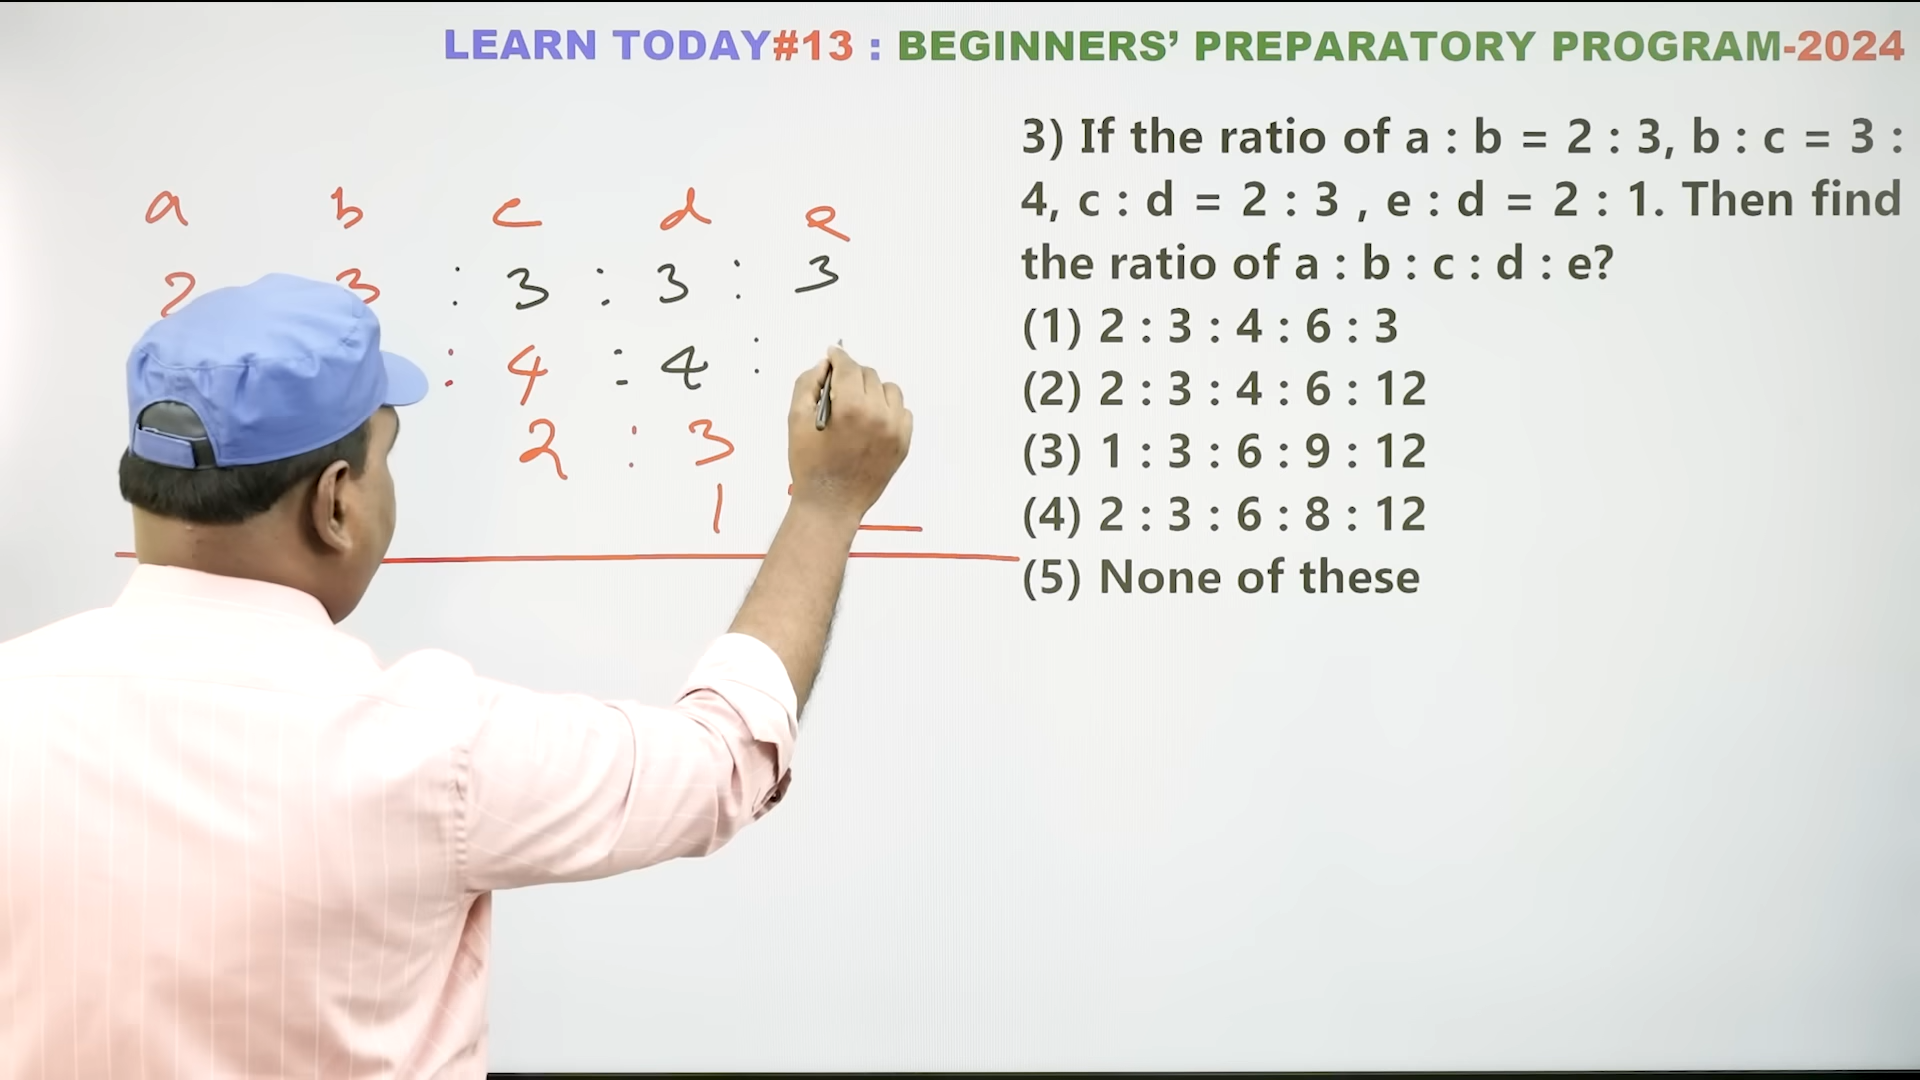 LEARN TODAY#13 : BEGINNERS’ PREPARATORY PROGRAM-2024
3) If the ratio of a : b = 2 : 3, b : c = 3 :
4, c : d = 2 : 3 , e : d = 2 : 1. Then find
the ratio of a : b : c : d : e?
(1) 2 : 3 : 4 : 6 : 3
(2) 2 : 3 : 4 : 6 : 12
(3) 1 : 3 : 6 : 9 : 12
(4) 2 : 3 : 6 : 8 : 12
(5) None of these
a b c d e
2 3 : 3 : 3 : 3
: 4 : 4 :
2 : 3
1